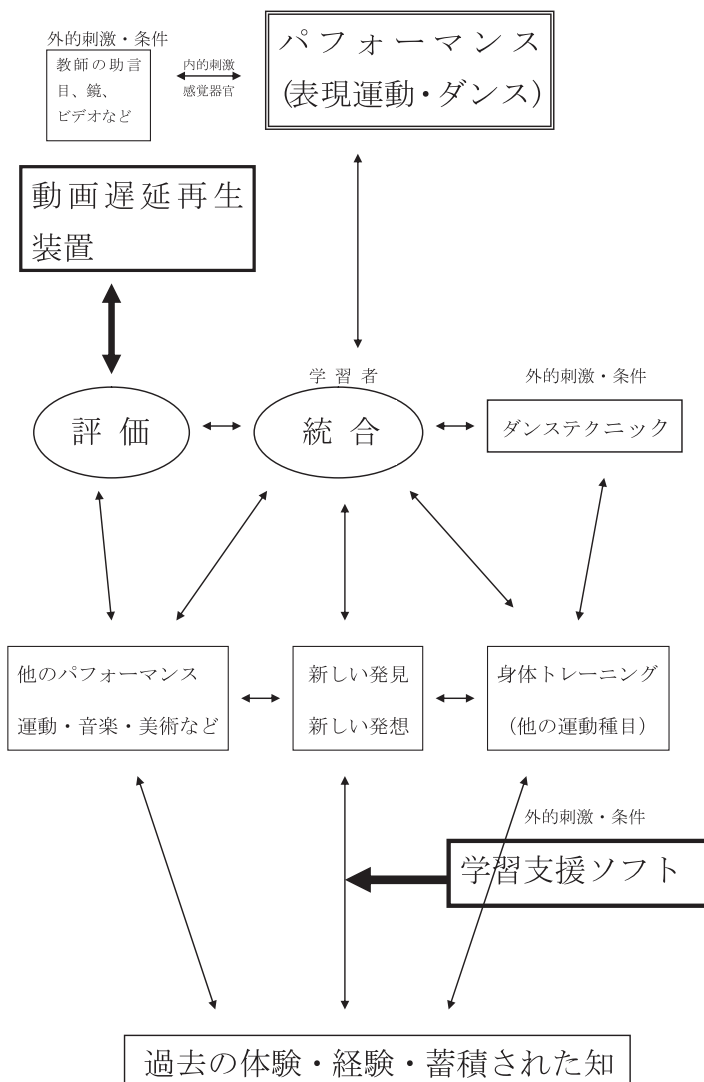 外的刺激・条件
教師の助言
目、鏡、
ビデオなど
内的刺激
感覚器官
パフォーマンス
(表現運動・ダンス)
動画遅延再生
装置
学習者
外的刺激・条件
評価
統合
ダンステクニック
他のパフォーマンス
運動・音楽・美術など
新しい発見
新しい発想
身体トレーニング
(他の運動種目)
外的刺激・条件
学習支援ソフト
過去の体験・経験・蓄積された知